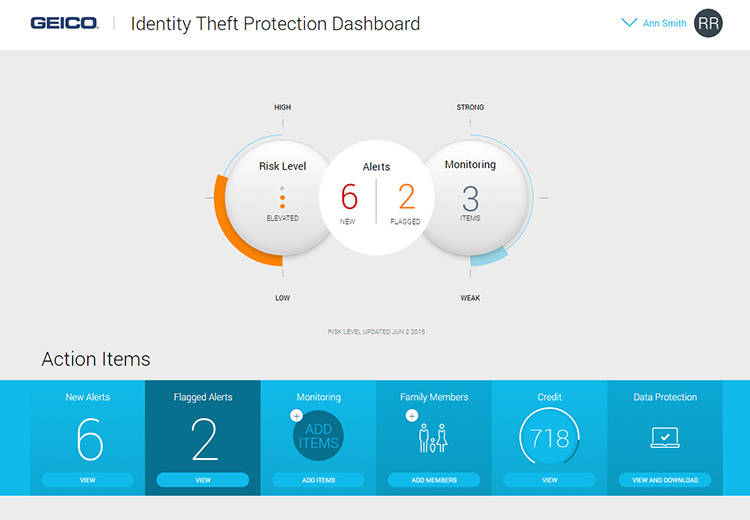 GEICO. Identity Theft Protection Dashboard
Ann Smith RR
HIGH STRONG
Risk Level Alerts Monitoring
6 2 3
ELEVATED NEW FLAGGED ITEMS
LOW WEAK
RISK LEVEL UPDATED JUN 2 2015
Action Items
New Alerts Flagged Alerts Monitoring Family Members Credit Data Protection
6 2 ADD ITEMS 718
VIEW VIEW ADD ITEMS ADD MEMBERS VIEW VIEW AND DOWNLOAD